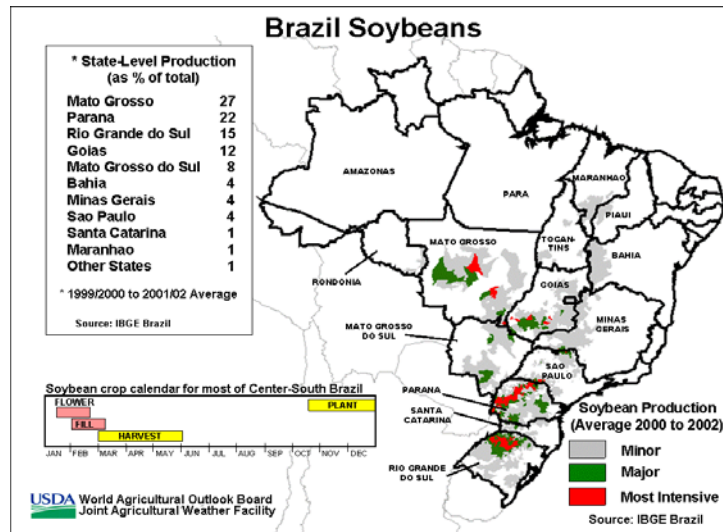 Brazil Soybeans
* State-Level Production
(as % of total)
Mato Grosso 27
Parana 22
Rio Grande do Sul 15
Goias 12
Mato Grosso do Sul 8
Bahia 4
Minas Gerais 4
Sao Paulo 4
Santa Catarina 1
Maranhao 1
Other States 1
* 1999/2000 to 2001/02 Average
Source: IBGE Brazil
AMAZONAS
PARA
MARANHAO
PIAUI
TOCAN-
TINS
BAHIA
MATO GROSSO
RONDONIA
GOIAS
MINAS
GERAIS
MATO GROSSO
DO SUL
SAO
PAULO
PARANA
SANTA
CATARINA
RIO GRANDE
DO SUL
Soybean crop calendar for most of Center-South Brazil
FLOWER
PLANT
FILL
HARVEST
JAN FEB MAR APR MAY JUN JUL AUG SEP OCT NOV DEC
Soybean Production
(Average 2000 to 2002)
Minor
Major
Most Intensive
Source: IBGE Brazil
USDA World Agricultural Outlook Board
Joint Agricultural Weather Facility